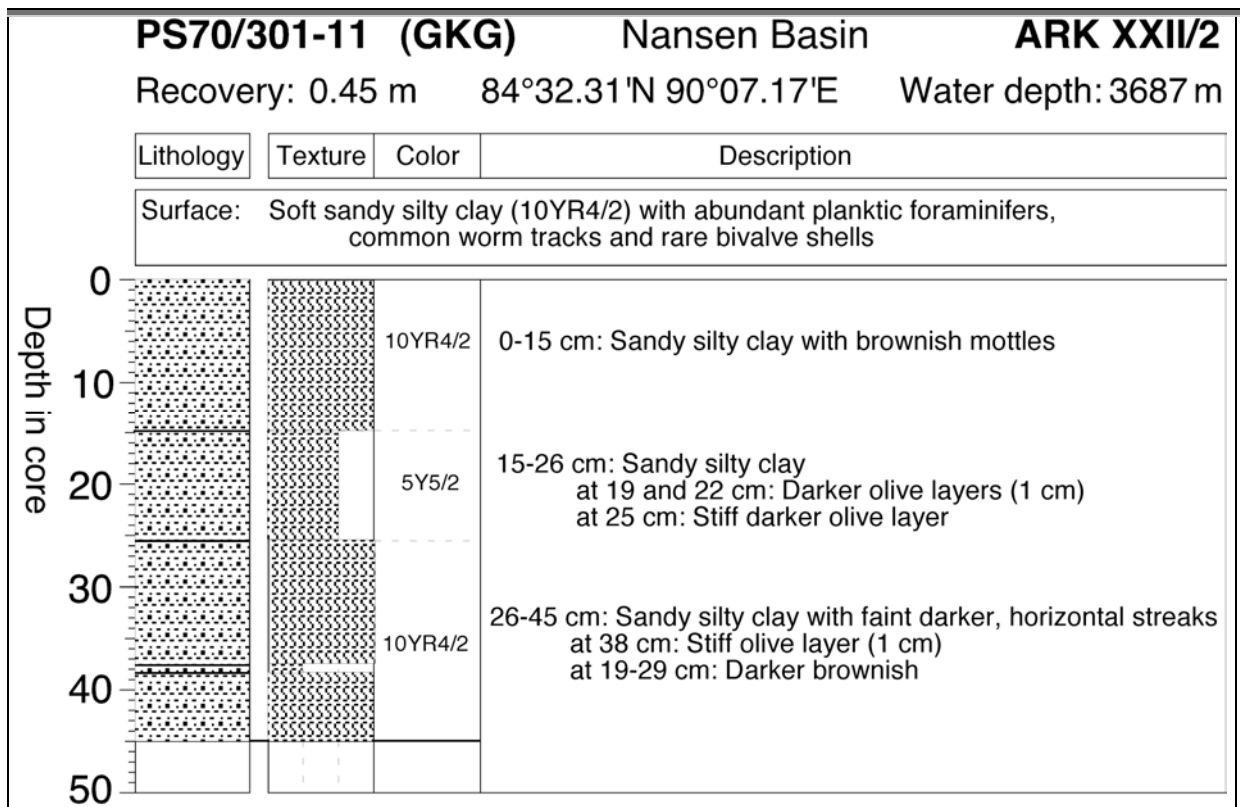 PS70/301-11 (GKG) Nansen Basin ARK XXII/2
Recovery: 0.45 m 84°32.31'N 90°07.17'E Water depth: 3687 m
Lithology Texture Color Description
Surface: Soft sandy silty clay (10YR4/2) with abundant planktic foraminifers,
common worm tracks and rare bivalve shells
Depth in core
0
10YR4/2 0-15 cm: Sandy silty clay with brownish mottles
10
15-26 cm: Sandy silty clay
20 5Y5/2 at 19 and 22 cm: Darker olive layers (1 cm)
at 25 cm: Stiff darker olive layer
30
26-45 cm: Sandy silty clay with faint darker, horizontal streaks
10YR4/2 at 38 cm: Stiff olive layer (1 cm)
at 19-29 cm: Darker brownish
40
50